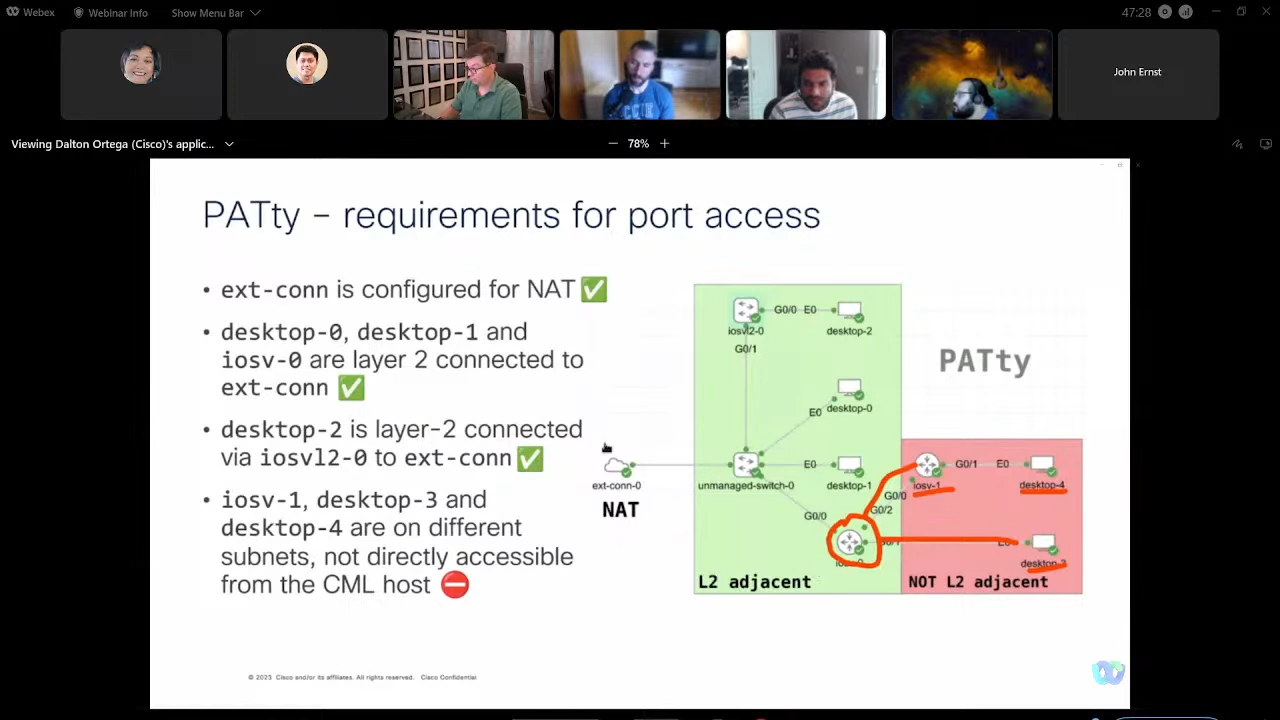 Webex Webinar Info Show Menu Bar 47:28
John Ernst
Viewing Dalton Ortega (Cisco)'s applic... 78%
PATty - requirements for port access
• ext-conn is configured for NAT ✅
• desktop-0, desktop-1 and
iosv-0 are layer 2 connected to
ext-conn ✅
• desktop-2 is layer-2 connected
via iosvl2-0 to ext-conn ✅
• iosv-1, desktop-3 and
desktop-4 are on different
subnets, not directly accessible
from the CML host ⛔
G0/0 E0
iosvl2-0 desktop-2
G0/1
PATty
E0 desktop-0
E0 G0/1 E0
ext-conn-0 unmanaged-switch-0 desktop-1 iosv-1 desktop-4
G0/0
NAT G0/0 G0/2
desktop-3
L2 adjacent NOT L2 adjacent
© 2023 Cisco and/or its affiliates. All rights reserved. Cisco Confidential